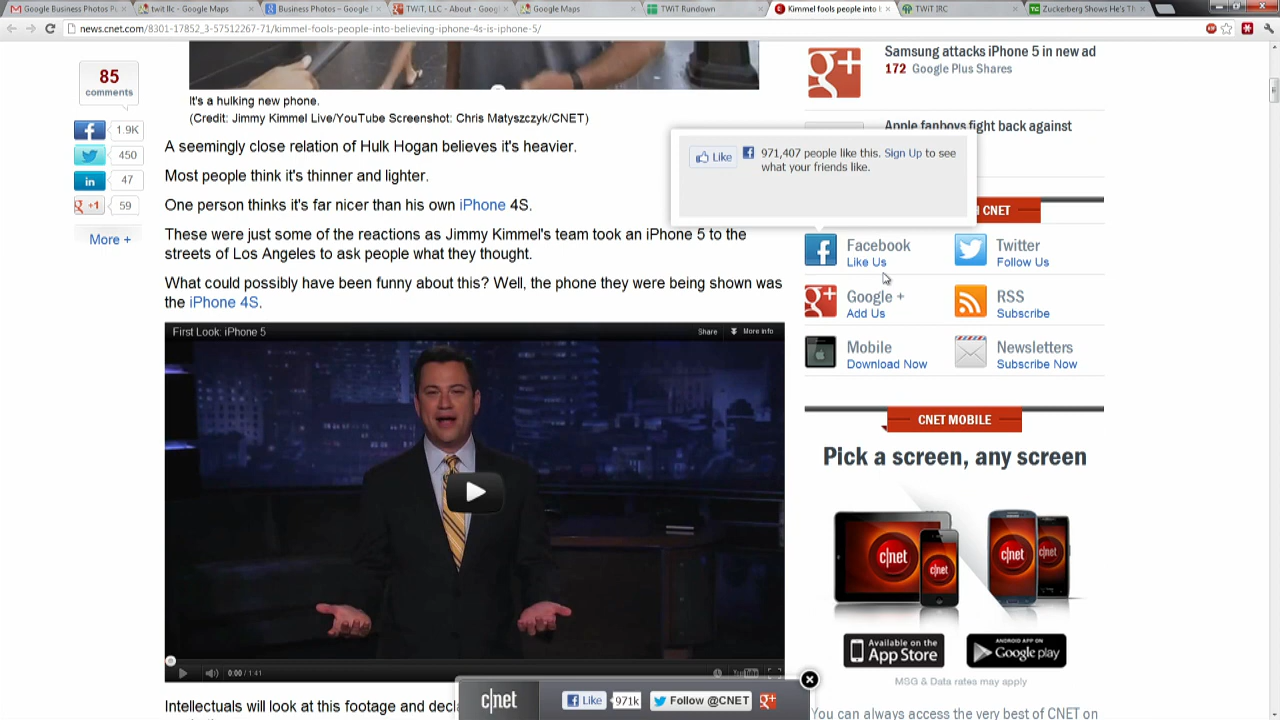 Google Business Photos
twit llc - Google Maps
Business Photos – Google
TWiT, LLC - About - Google
Google Maps
TWiT Rundown
Kimmel fools people into
TWiT IRC
Zuckerberg Shows He's Th
news.cnet.com/8301-17852_3-57512267-71/kimmel-fools-people-into-believing-iphone-4s-is-iphone-5/
85
comments
1.9K
450
in 47
g +1 59
More +
It's a hulking new phone.
(Credit: Jimmy Kimmel Live/YouTube Screenshot: Chris Matyszczyk/CNET)
A seemingly close relation of Hulk Hogan believes it's heavier.
Most people think it's thinner and lighter.
One person thinks it's far nicer than his own iPhone 4S.
These were just some of the reactions as Jimmy Kimmel's team took an iPhone 5 to the
streets of Los Angeles to ask people what they thought.
What could possibly have been funny about this? Well, the phone they were being shown was
the iPhone 4S.
First Look: iPhone 5
Share
More info
0:00 / 1:41
Intellectuals will look at this footage and
c|net
Like
971k
Follow @CNET
g+
g+
Samsung attacks iPhone 5 in new ad
172 Google Plus Shares
Apple fanboys fight back against
Like
971,407 people like this. Sign Up to see
what your friends like.
CNET
Facebook
Like Us
Twitter
Follow Us
Google +
Add Us
RSS
Subscribe
Mobile
Download Now
Newsletters
Subscribe Now
CNET MOBILE
Pick a screen, any screen
c|net
c|net
c|net
c|net
Available on the
App Store
ANDROID APP ON
Google play
MSG & Data rates may apply
You can always access the very best of CNET on